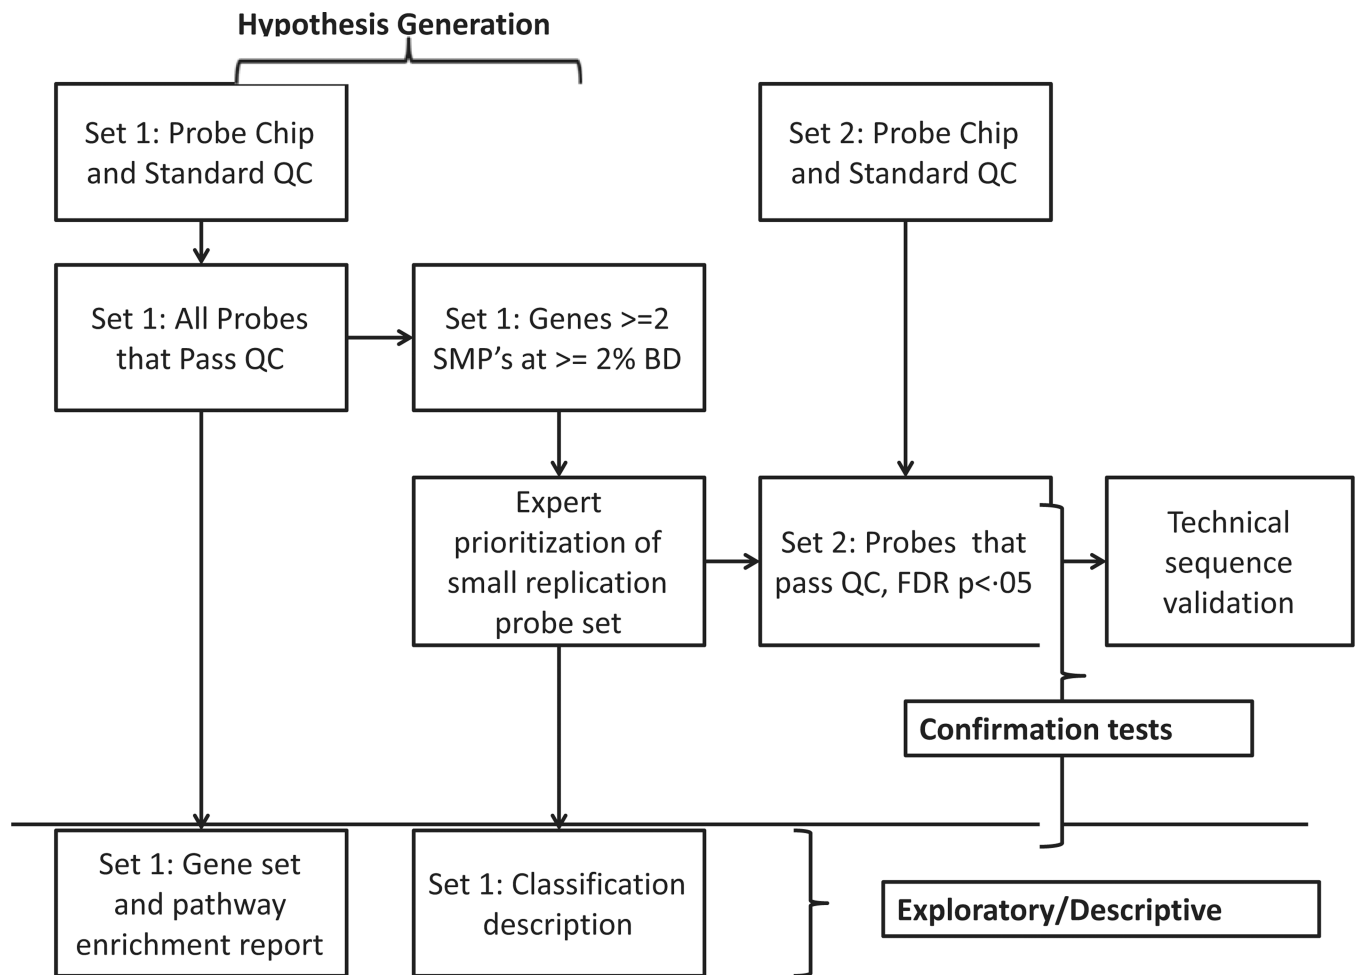 Hypothesis Generation
Set 1: Probe Chip
and Standard QC
Set 2: Probe Chip
and Standard QC
Set 1: All Probes
that Pass QC
Set 1: Genes >=2
SMP’s at >= 2% BD
Expert
prioritization of
small replication
probe set
Set 2: Probes that
pass QC, FDR p<·05
Technical
sequence
validation
Confirmation tests
Set 1: Gene set
and pathway
enrichment report
Set 1: Classification
description
Exploratory/Descriptive